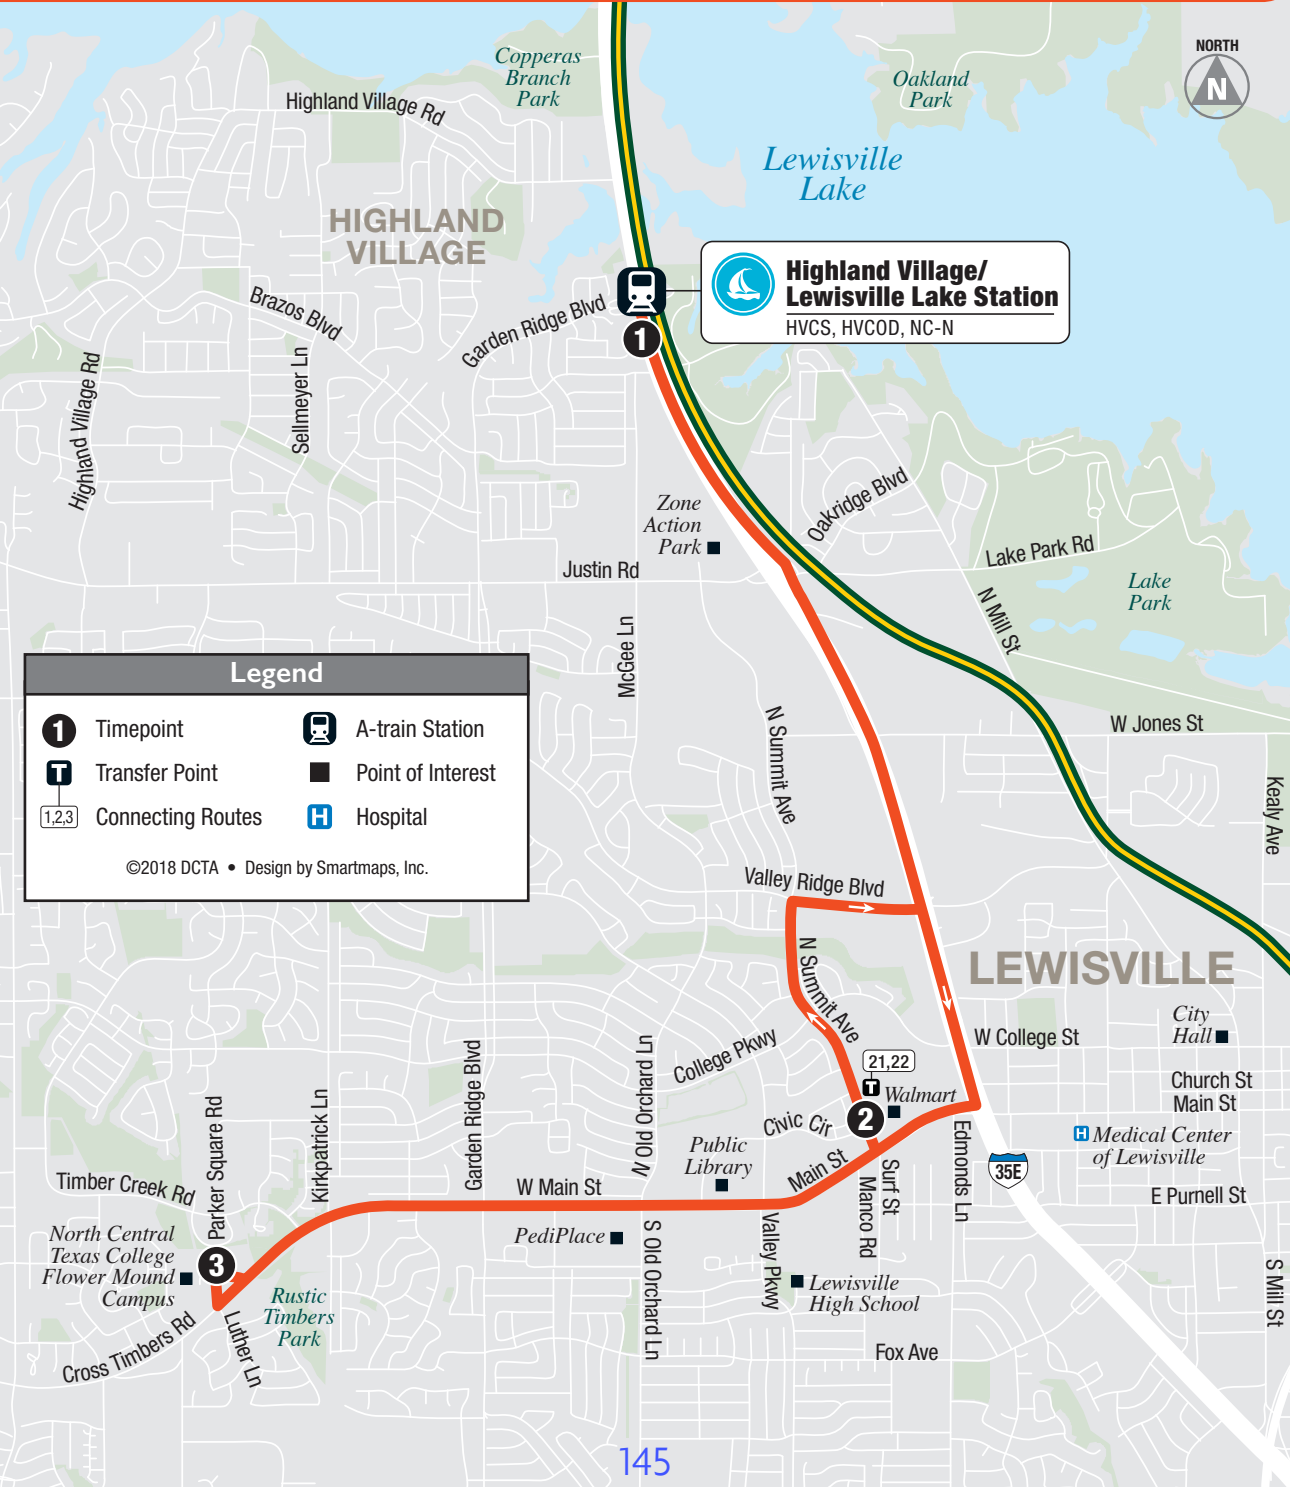 NORTH
N
Copperas
Branch
Park
Oakland
Park
Highland Village Rd
Lewisville
Lake
HIGHLAND
VILLAGE
Highland Village/
Lewisville Lake Station
HVCS, HVCOD, NC-N
Brazos Blvd
Garden Ridge Blvd
1
Sellmeyer Ln
Highland Village Rd
Zone
Action
Park
Oakridge Blvd
Justin Rd
Lake Park Rd
Lake
Park
N Mill St
McGee Ln
Legend
1 Timepoint
A-train Station
T Transfer Point
Point of Interest
1,2,3 Connecting Routes
H Hospital
©2018 DCTA • Design by Smartmaps, Inc.
N Summit Ave
W Jones St
Kealy Ave
Valley Ridge Blvd
N Summit Ave
LEWISVILLE
City
Hall
W College St
College Pkwy
21,22
T
Walmart
Church St
Main St
2
Civic Cir
H Medical Center
of Lewisville
Public
Library
Main St
N Old Orchard Ln
Garden Ridge Blvd
Kirkpatrick Ln
Parker Square Rd
Timber Creek Rd
W Main St
Surf St
Manco Rd
Edmonds Ln
35E
E Purnell St
North Central
Texas College
Flower Mound
Campus
3
PediPlace
S Old Orchard Ln
Valley Pkwy
Lewisville
High School
S Mill St
Rustic
Timbers
Park
Cross Timbers Rd
Luther Ln
Fox Ave
145